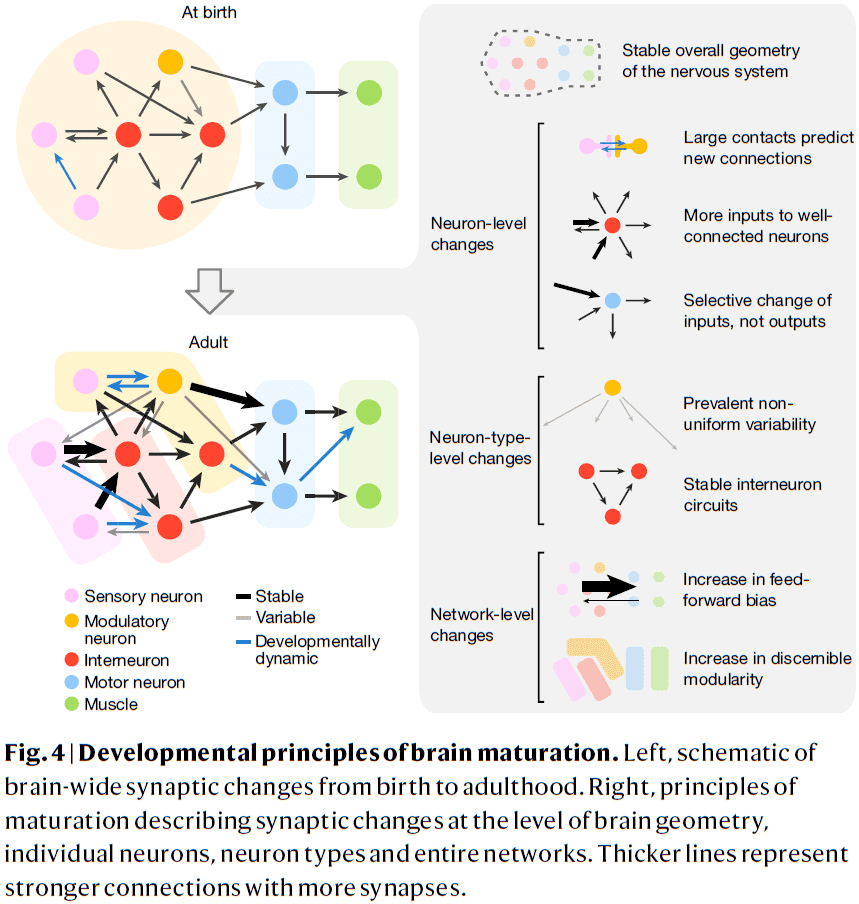 At birth
Adult
Sensory neuron
Modulatory
neuron
Interneuron
Motor neuron
Muscle
Stable
Variable
Developmentally
dynamic
Stable overall geometry
of the nervous system
Neuron-level
changes
Large contacts predict
new connections
More inputs to well-
connected neurons
Selective change of
inputs, not outputs
Neuron-type-
level changes
Prevalent non-
uniform variability
Stable interneuron
circuits
Network-level
changes
Increase in feed-
forward bias
Increase in discernible
modularity
Fig. 4 | Developmental principles of brain maturation. Left, schematic of
brain-wide synaptic changes from birth to adulthood. Right, principles of
maturation describing synaptic changes at the level of brain geometry,
individual neurons, neuron types and entire networks. Thicker lines represent
stronger connections with more synapses.